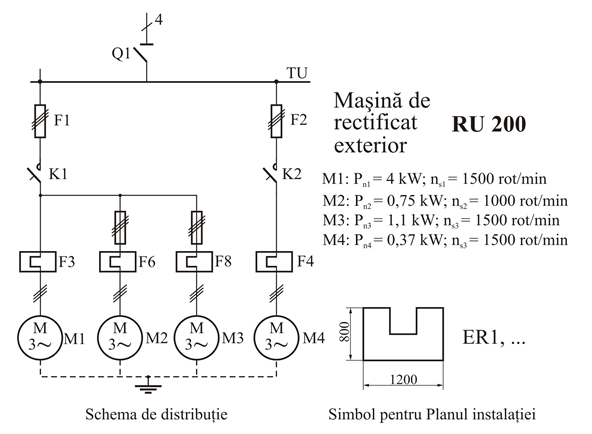 4
Q1
TU
F1
F2
Maşină de
rectificat
exterior
RU 200
K1
K2
M1: Pn1 = 4 kW; ns1 = 1500 rot/min
M2: Pn2 = 0,75 kW; ns2 = 1000 rot/min
M3: Pn3 = 1,1 kW; ns3 = 1500 rot/min
M4: Pn4 = 0,37 kW; ns3 = 1500 rot/min
F3
F6
F8
F4
M
3~
M1
M
3~
M2
M
3~
M3
M
3~
M4
800
ER1, ...
1200
Schema de distribuţie
Simbol pentru Planul instalaţiei